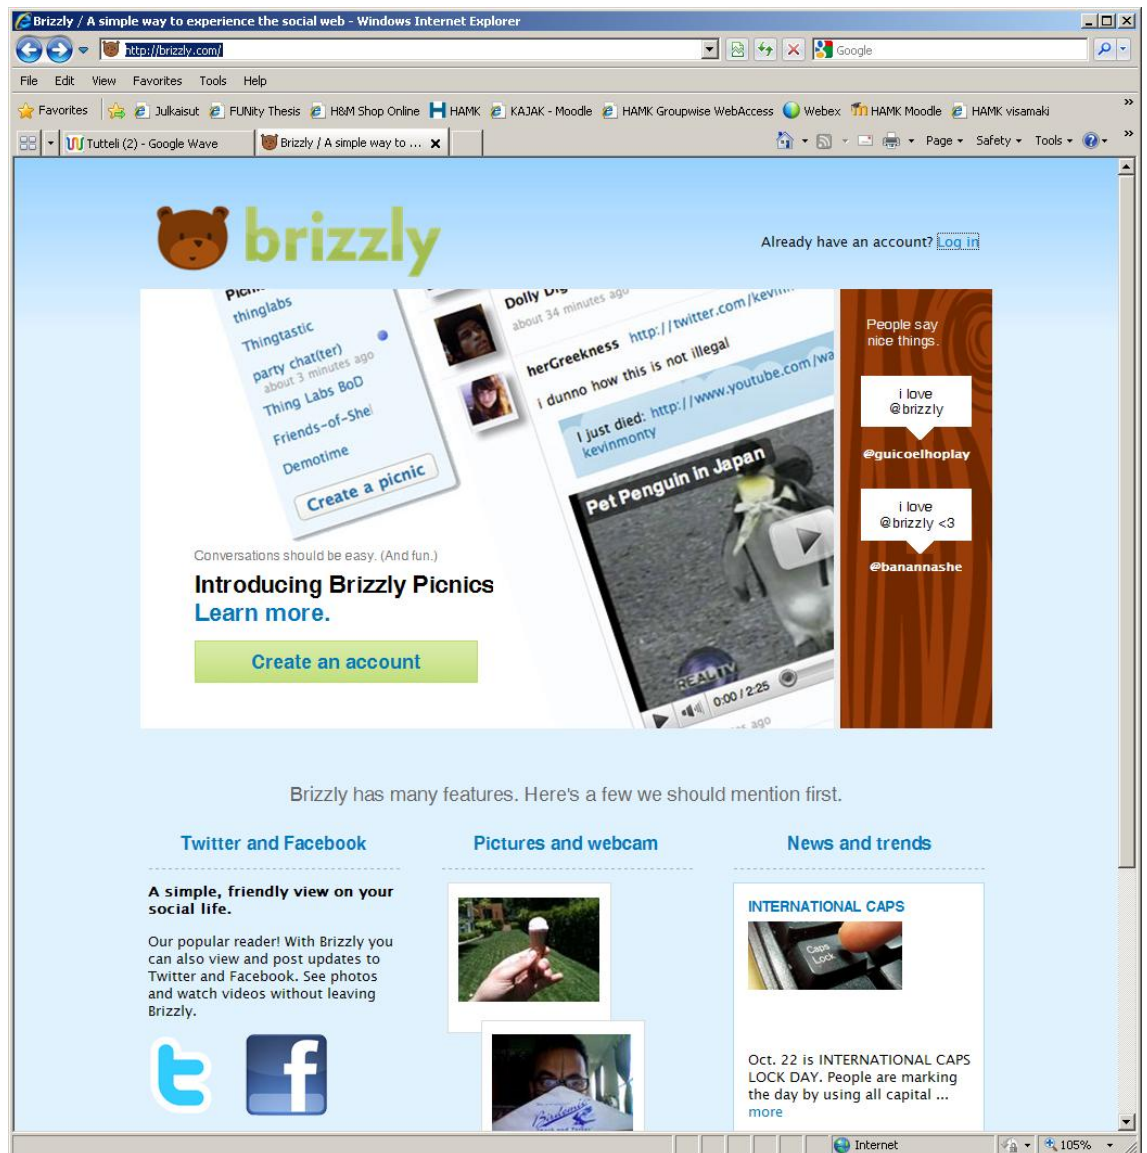 Brizzly / A simple way to experience the social web - Windows Internet Explorer
http://brizzly.com/
Google
File Edit View Favorites Tools Help
Favorites Julkaisut FUNity Thesis H&M Shop Online HAMK KAJAK - Moodle HAMK Groupwise WebAccess Webex HAMK Moodle HAMK visamaki »
Tutteli (2) - Google Wave Brizzly / A simple way to ... Page Safety Tools »
brizzly
Already have an account? Log in
thinglabs
Thingtastic
party chat(ter)
about 3 minutes ago
Thing Labs BoD
Friends-of-Shel
Demotime
Create a picnic
Dolly
about 34 minutes ago
herGreekness http://twitter.com/kevinm
i dunno how this is not illegal
I just died: http://www.youtube.com/wa
kevinmonty
Pet Penguin in Japan
REAL TV
0:00 / 2:25
ago
People say
nice things.
i love
@brizzly
@guicoelhoplay
i love
@brizzly <3
@banannashe
Conversations should be easy. (And fun.)
Introducing Brizzly Picnics
Learn more.
Create an account
Brizzly has many features. Here's a few we should mention first.
Twitter and Facebook
A simple, friendly view on your
social life.
Our popular reader! With Brizzly you
can also view and post updates to
Twitter and Facebook. See photos
and watch videos without leaving
Brizzly.
t
f
Pictures and webcam
Birdemic
News and trends
INTERNATIONAL CAPS
Caps
Lock
Oct. 22 is INTERNATIONAL CAPS
LOCK DAY. People are marking
the day by using all capital ...
more
Internet 105%